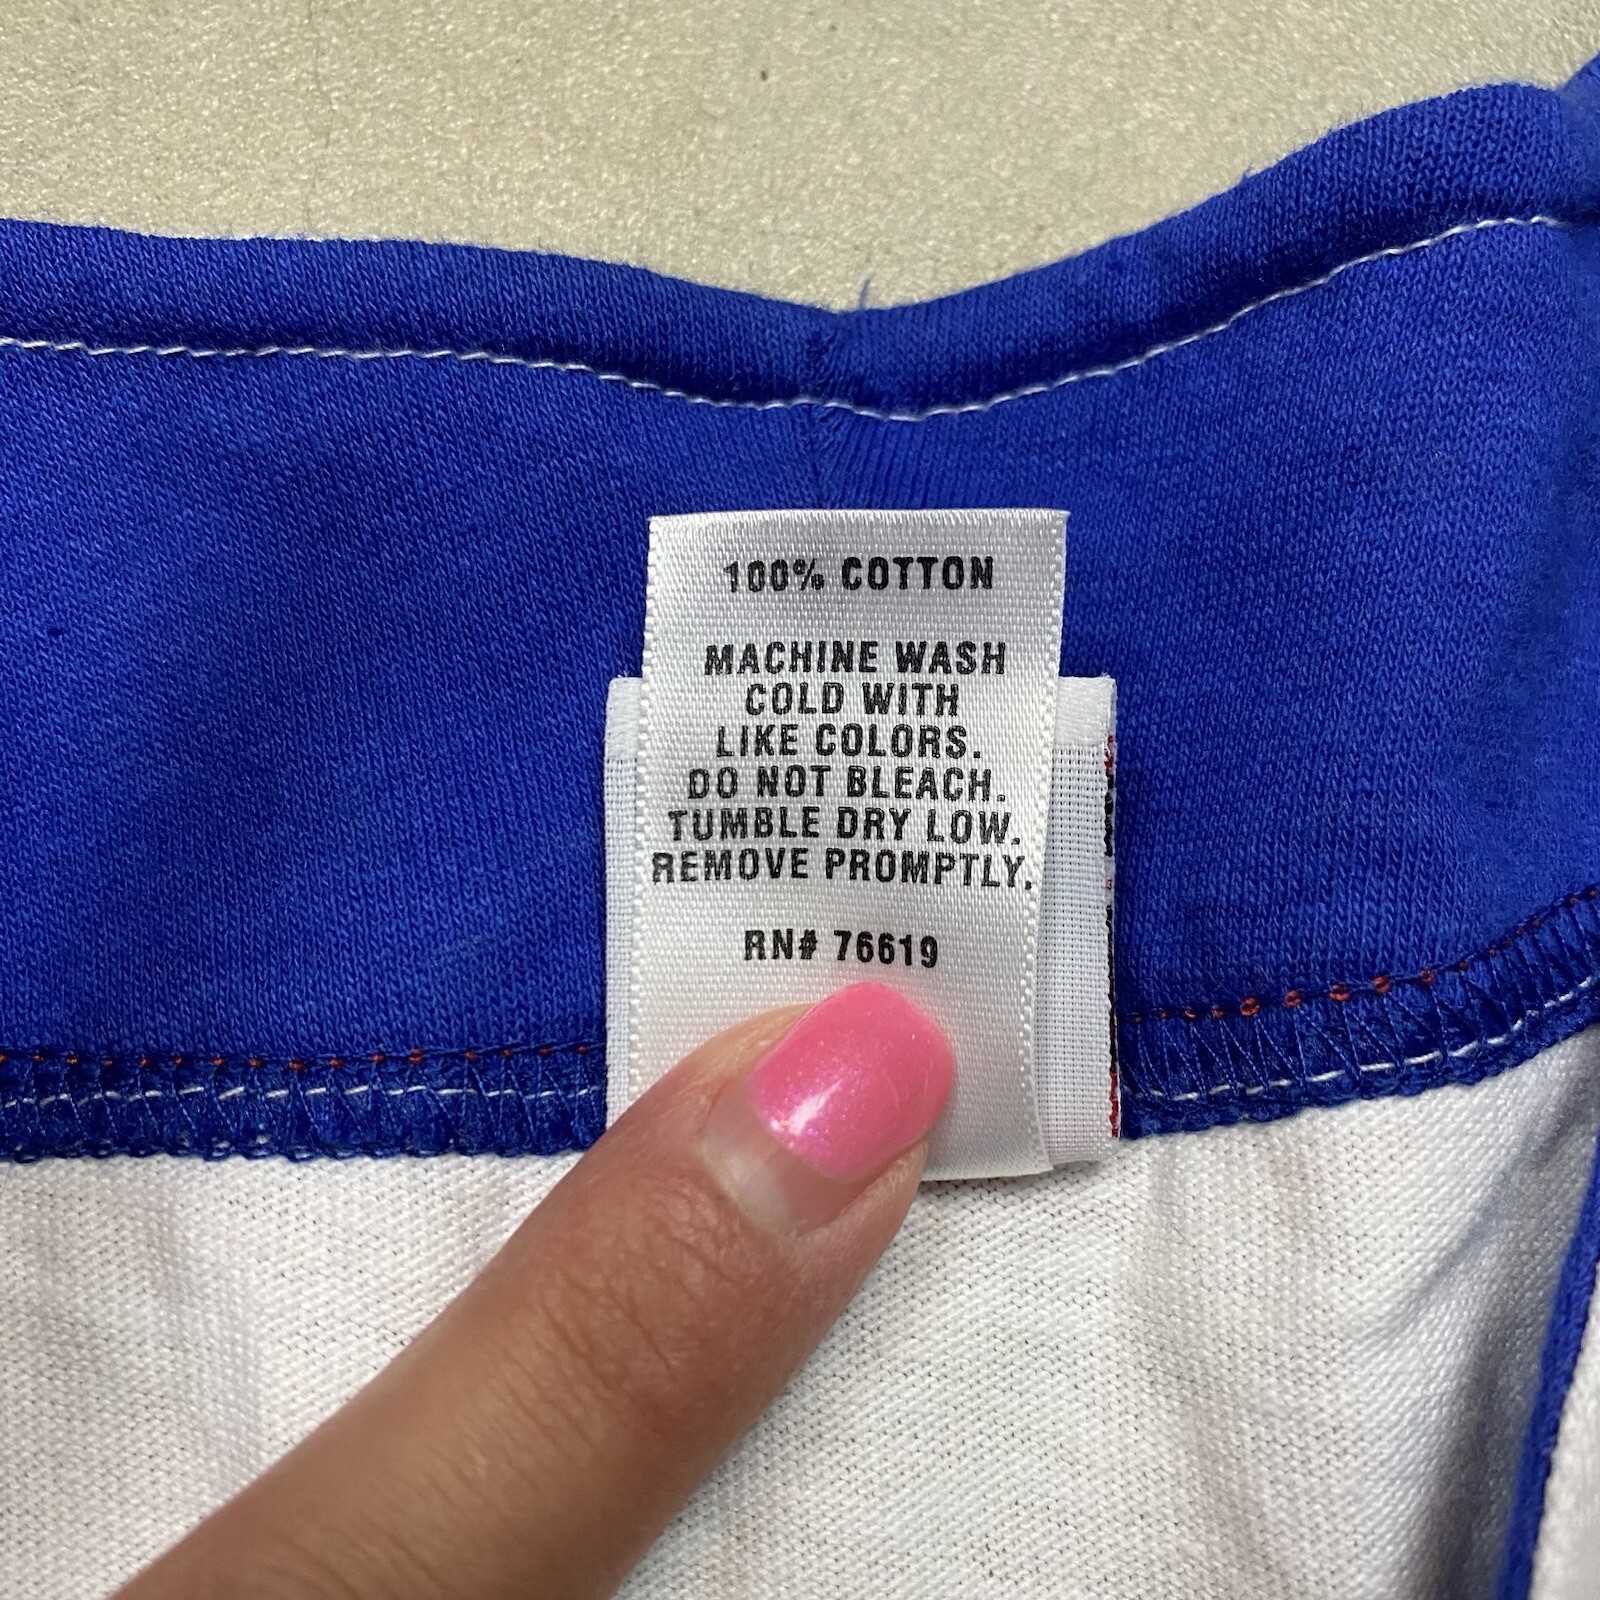 100% COTTON
MACHINE WASH
COLD WITH
LIKE COLORS.
DO NOT BLEACH.
TUMBLE DRY LOW.
REMOVE PROMPTLY.
RN# 76619